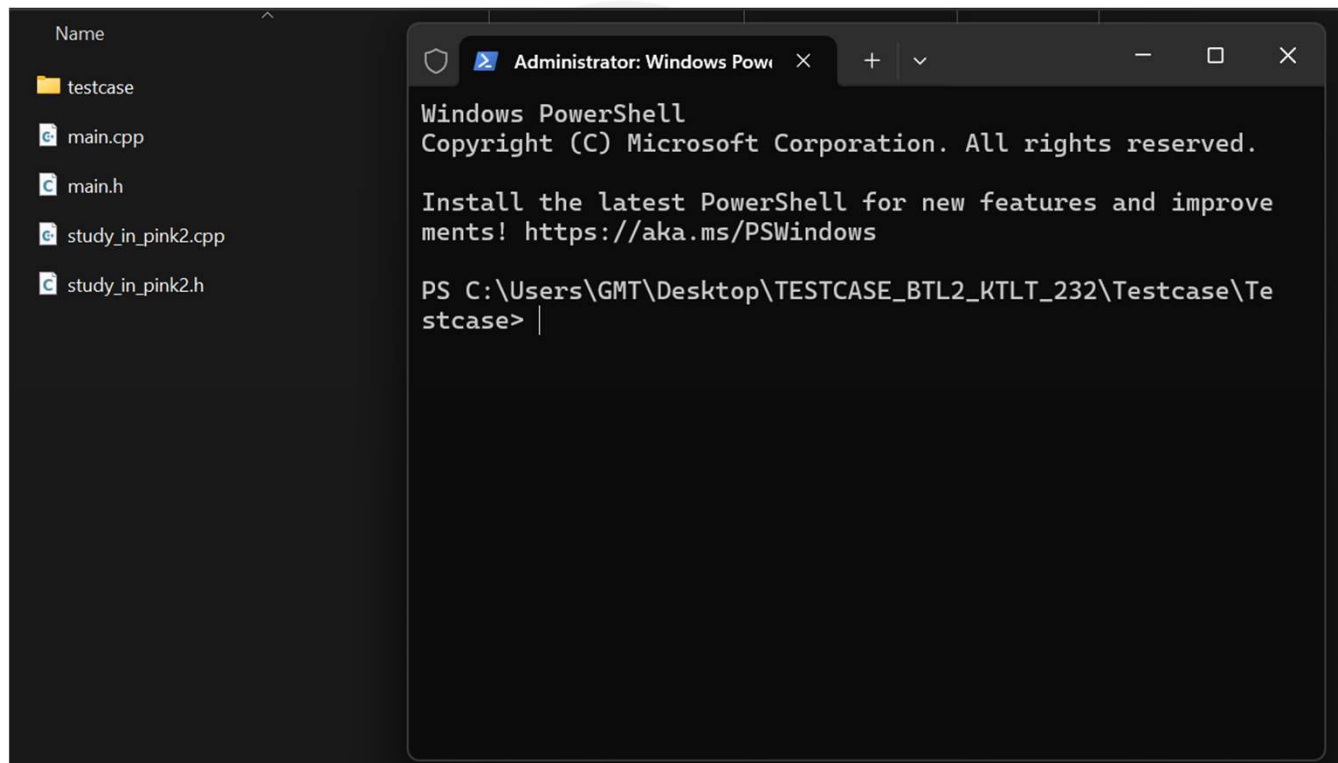 Name
testcase
main.cpp
main.h
study_in_pink2.cpp
study_in_pink2.h
Administrator: Windows Powe
Windows PowerShell
Copyright (C) Microsoft Corporation. All rights reserved.
Install the latest PowerShell for new features and improve
ments! https://aka.ms/PSWindows
PS C:\Users\GMT\Desktop\TESTCASE_BTL2_KTLT_232\Testcase\Te
stcase>